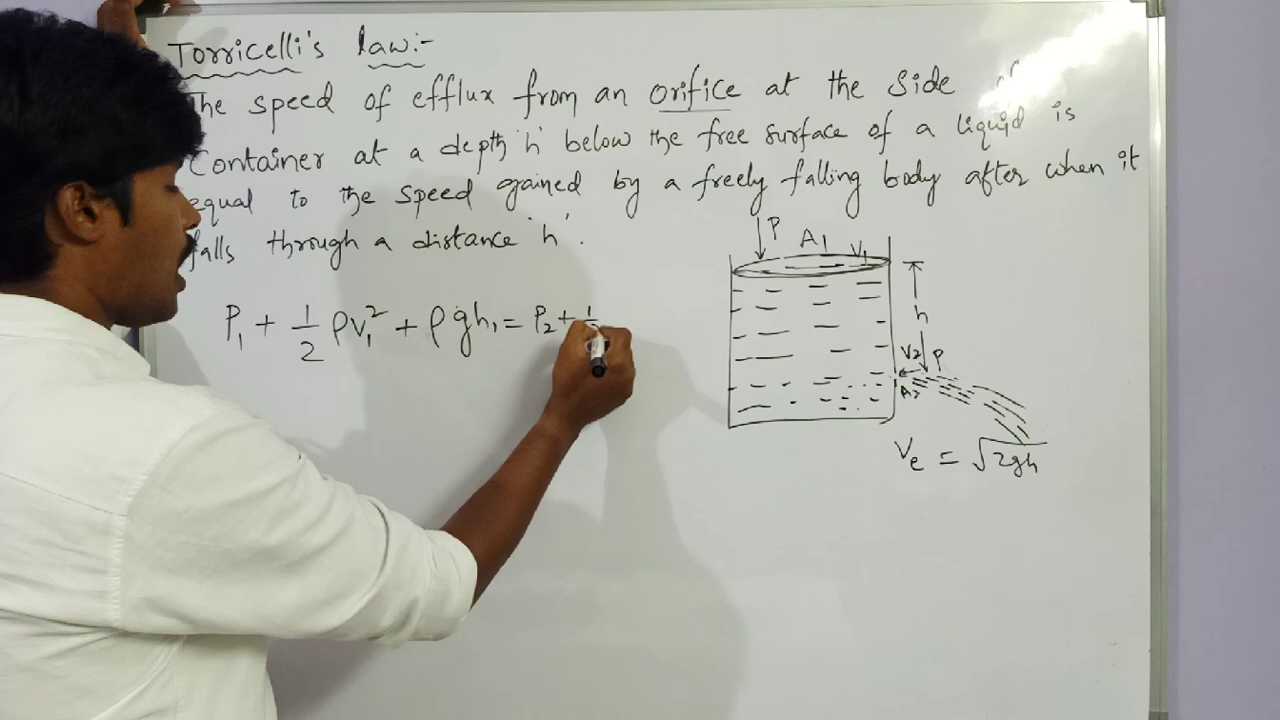 Torricelli's law:-
The speed of efflux from an orifice at the side of
Container at a depth 'h' below the free surface of a liquid is
equal to the speed gained by a freely falling body after when it
falls through a distance 'h'.
P₁ + 1/2 ρv₁² + ρgh₁ = P₂ + 1/2
P A₁ V₁
h
V₂ P
A₂
Vₑ = √2gh